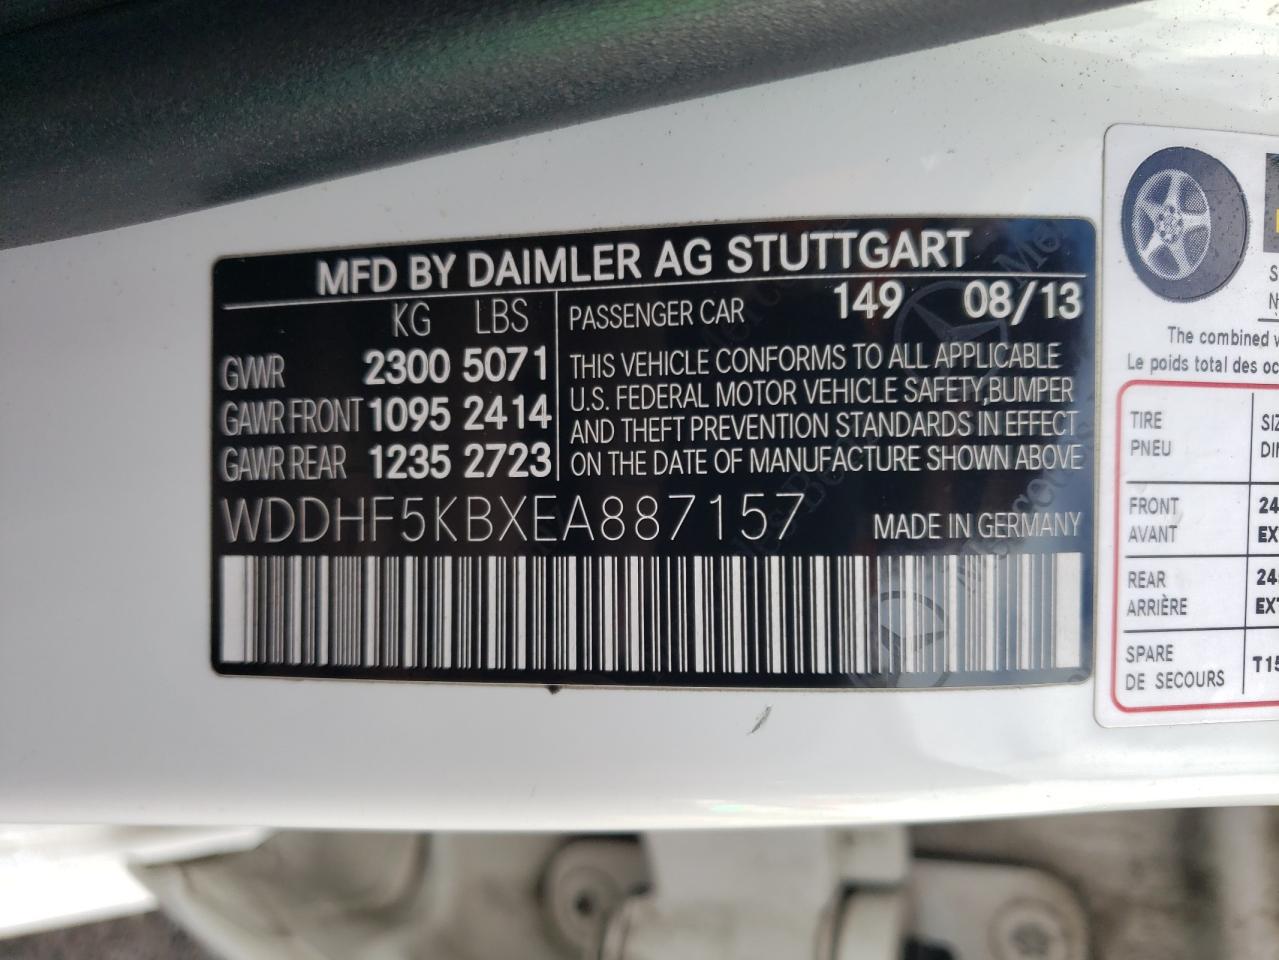 MFD BY DAIMLER AG STUTTGART
KG LBS
GVWR 2300 5071
GAWR FRONT 1095 2414
GAWR REAR 1235 2723
PASSENGER CAR 149 08/13
THIS VEHICLE CONFORMS TO ALL APPLICABLE
U.S. FEDERAL MOTOR VEHICLE SAFETY, BUMPER
AND THEFT PREVENTION STANDARDS IN EFFECT
ON THE DATE OF MANUFACTURE SHOWN ABOVE
WDDHF5KBXEA887157 MADE IN GERMANY
The combined
Le poids total des
TIRE
PNEU
FRONT
AVANT
REAR
ARRIÈRE
SPARE
DE SECOURS